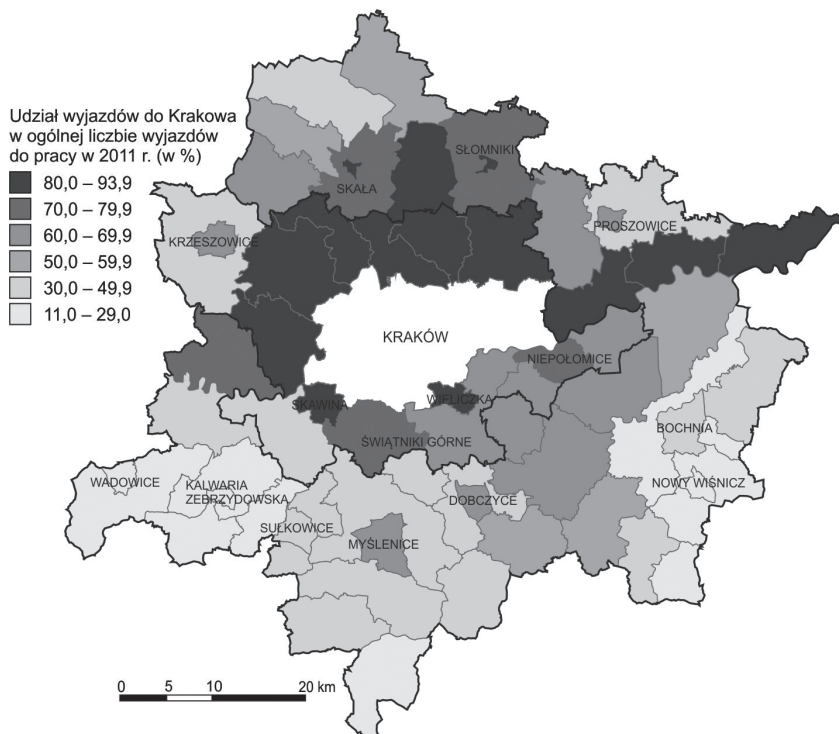 Udział wyjazdów do Krakowa
w ogólnej liczbie wyjazdów
do pracy w 2011 r. (w %)
80,0 – 93,9
70,0 – 79,9
60,0 – 69,9
50,0 – 59,9
30,0 – 49,9
11,0 – 29,0
SŁOMNIKI
SKAŁA
PROSZOWICE
KRZESZOWICE
KRAKÓW
NIEPOŁOMICE
WIELICZKA
SKAWINA
ŚWIĄTNIKI GÓRNE
BOCHNIA
WADOWICE
KALWARIA
ZEBRZYDOWSKA
NOWY WIŚNICZ
DOBCZYCE
SUŁKOWICE
MYŚLENICE
0 5 10 20 km